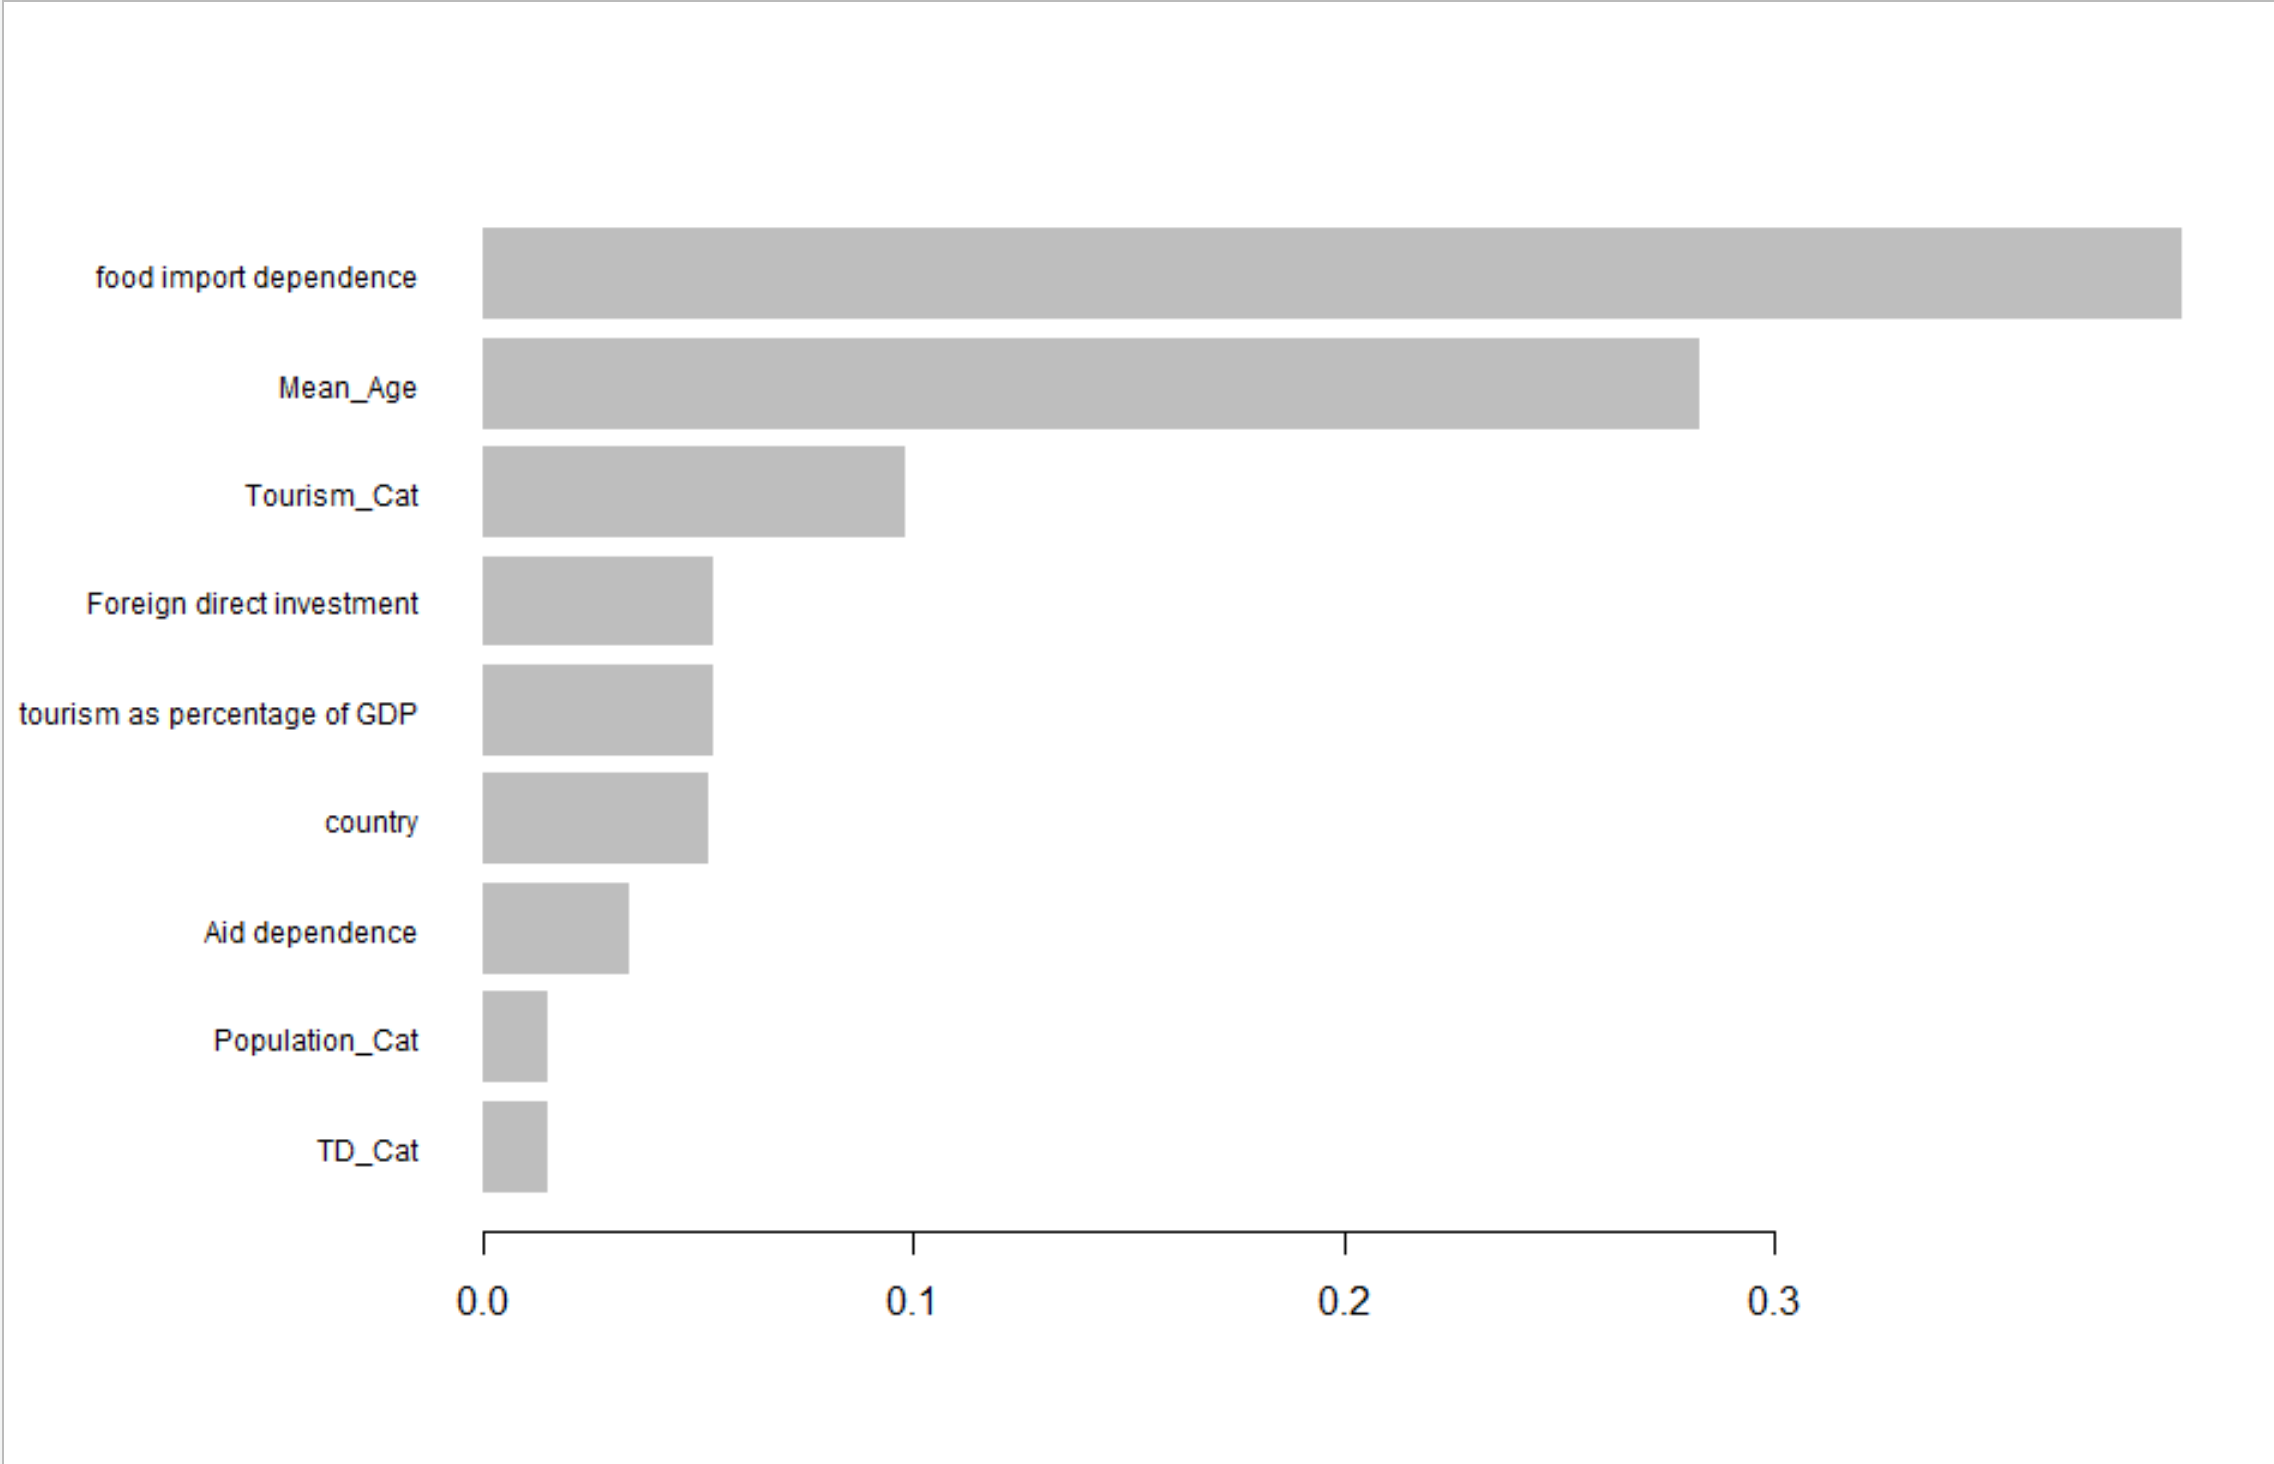 food import dependence
Mean_Age
Tourism_Cat
Foreign direct investment
tourism as percentage of GDP
country
Aid dependence
Population_Cat
TD_Cat
0.0 0.1 0.2 0.3